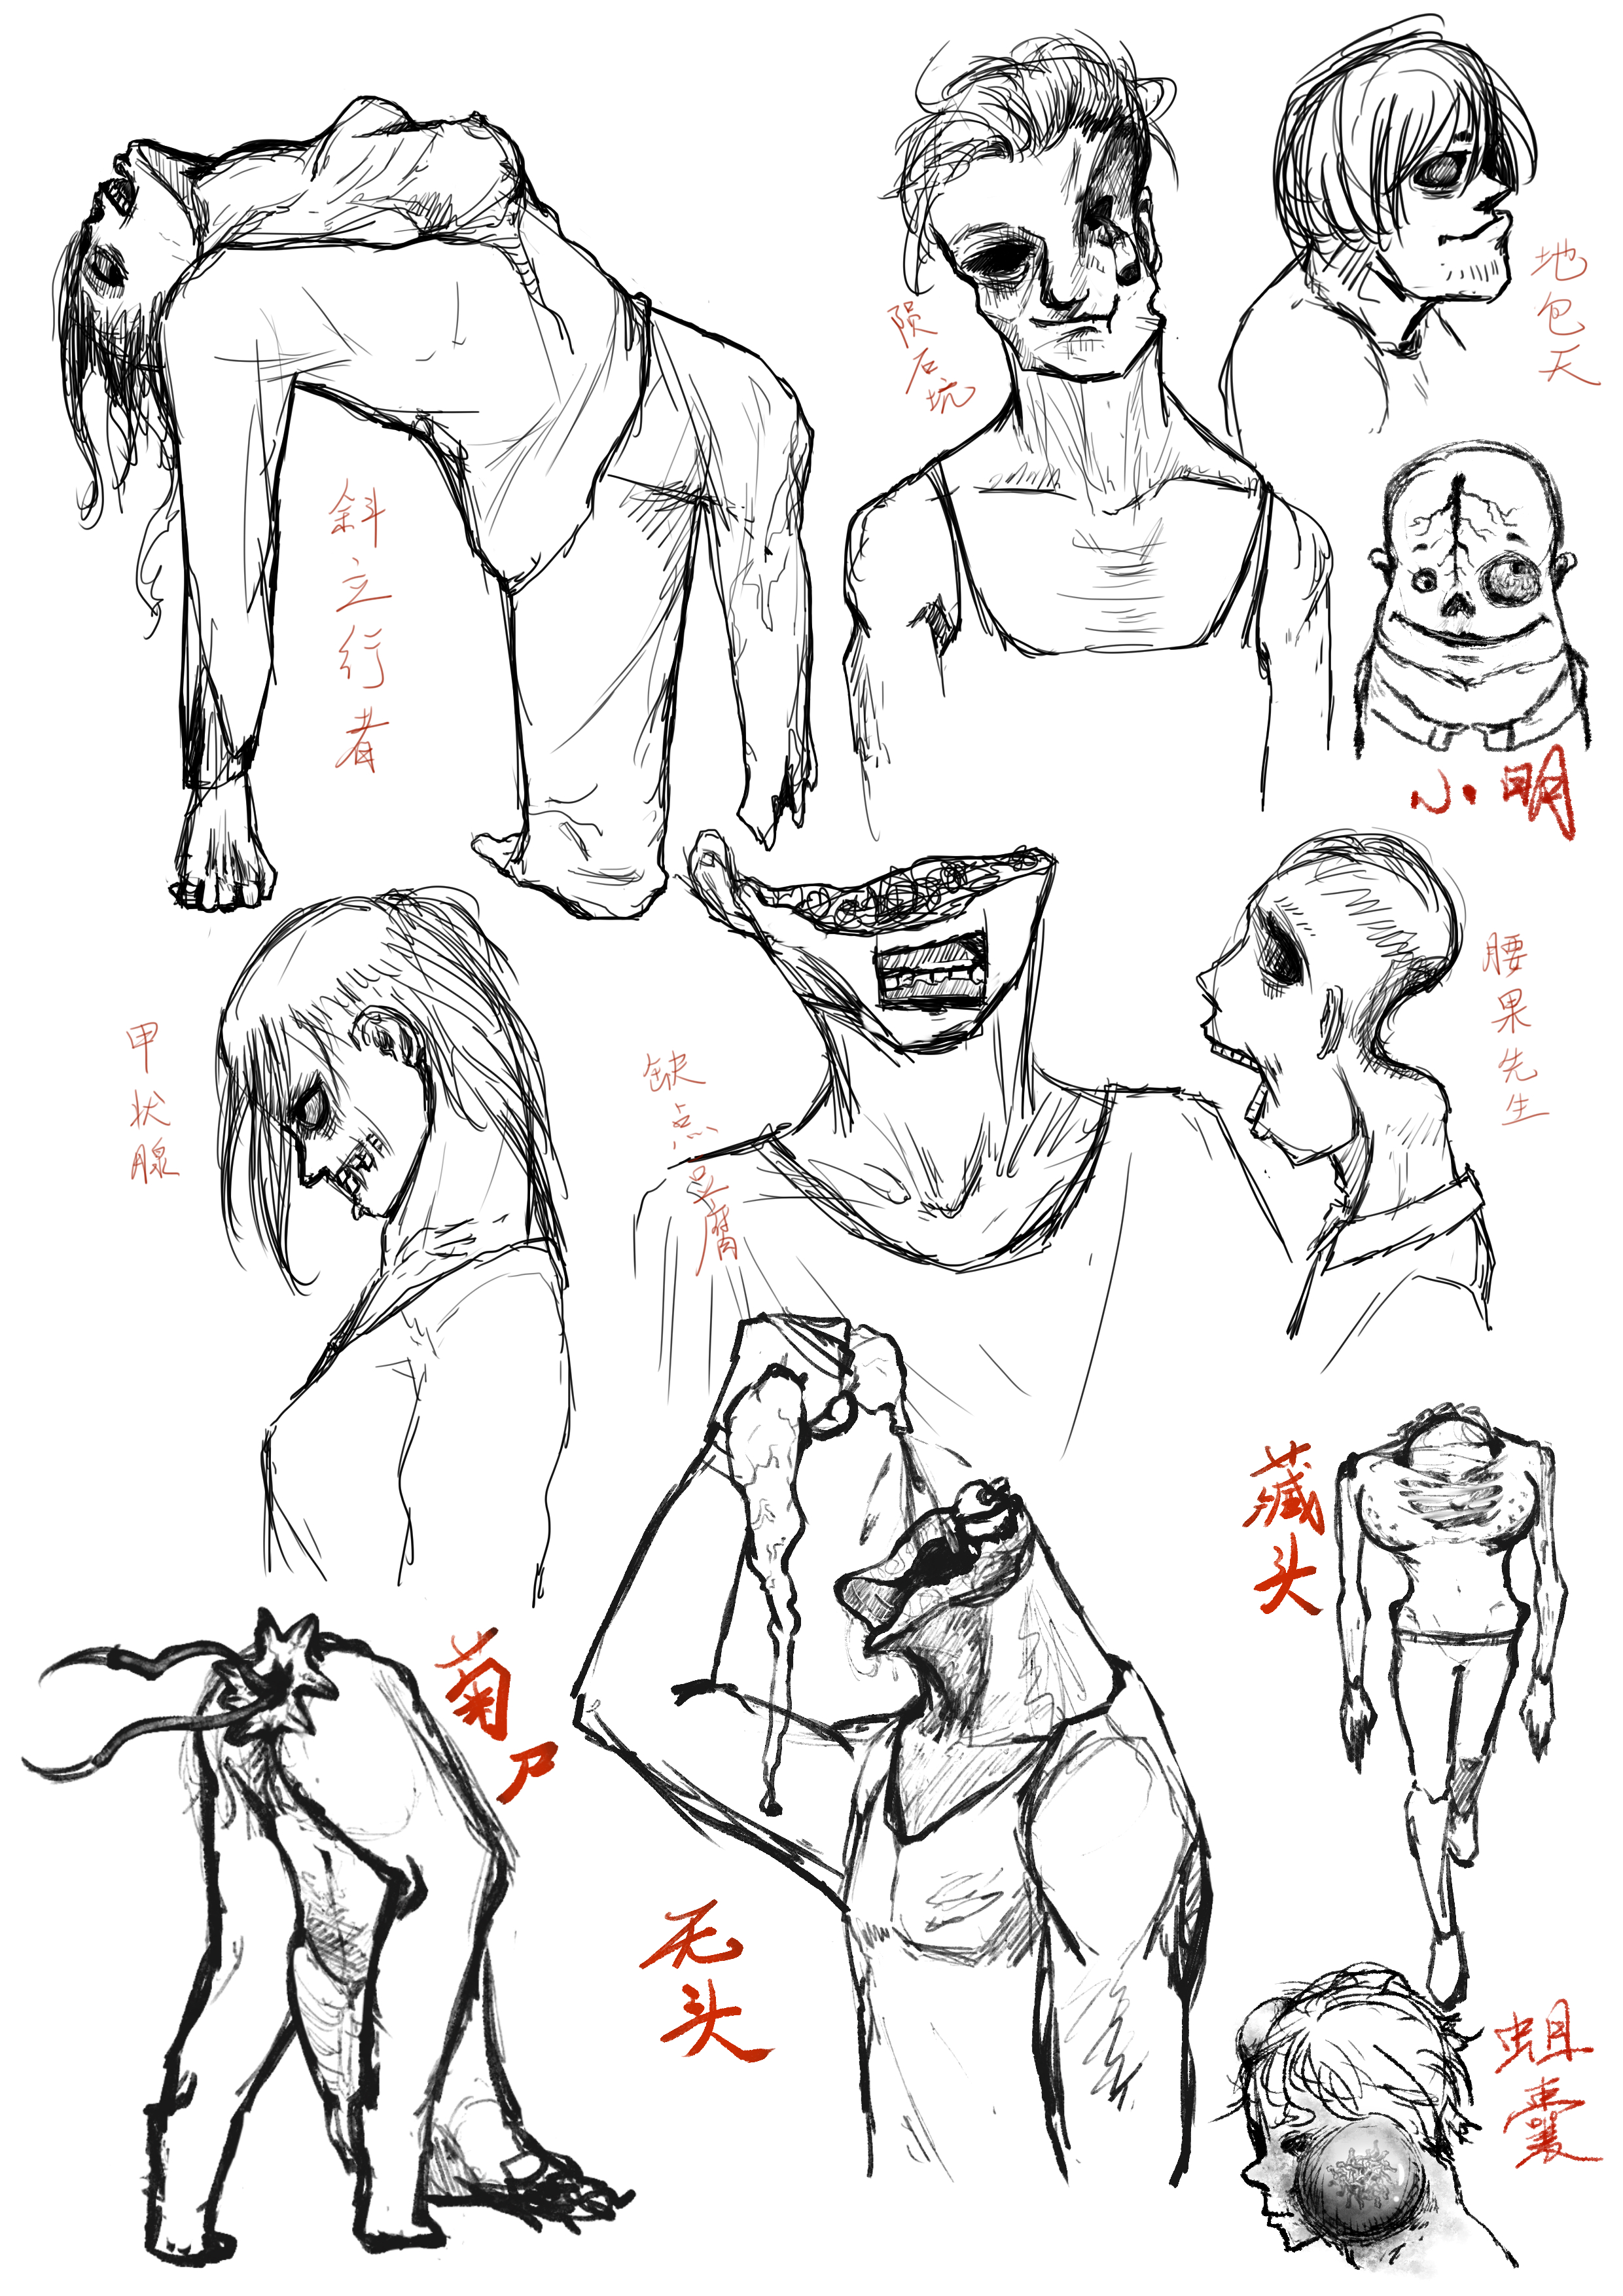 地包天
陨石坑
斜立行者
小明
腰果先生
甲状腺
缺点豆腐
藏头
菊尸
无头
蛆囊